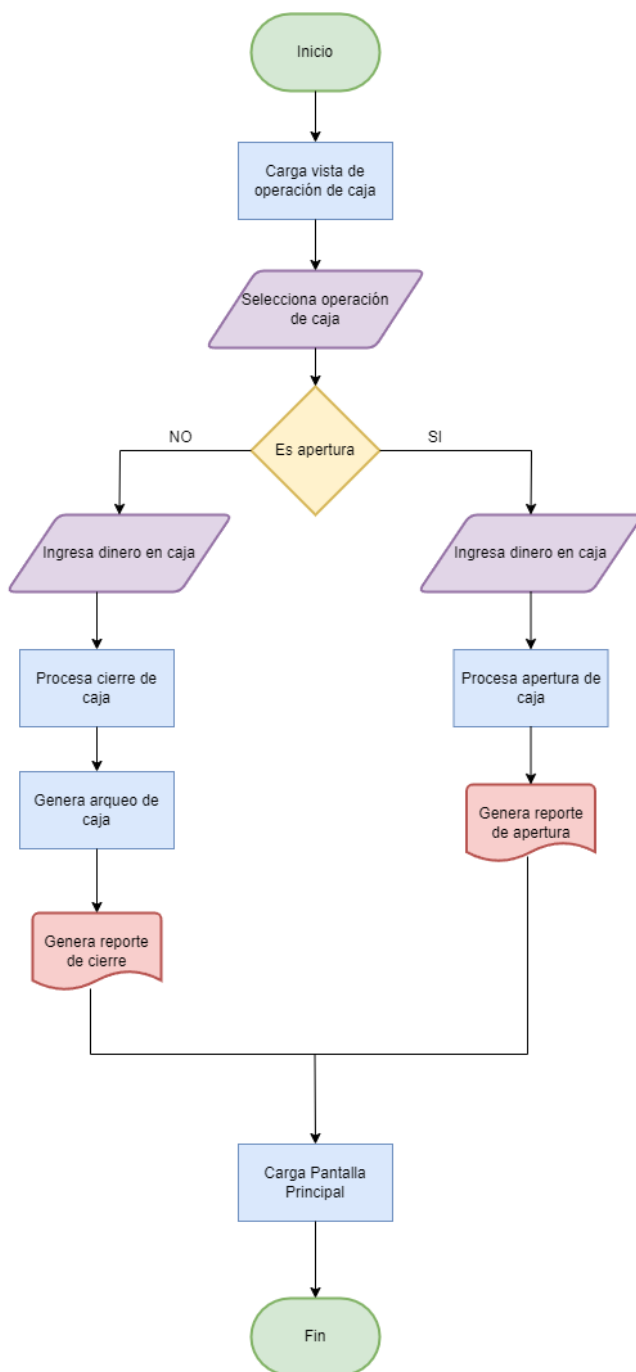 Inicio
Carga vista de
operación de caja
Selecciona operación
de caja
Es apertura
NO
SI
Ingresa dinero en caja
Ingresa dinero en caja
Procesa cierre de
caja
Procesa apertura de
caja
Genera arqueo de
caja
Genera reporte
de apertura
Genera reporte
de cierre
Carga Pantalla
Principal
Fin